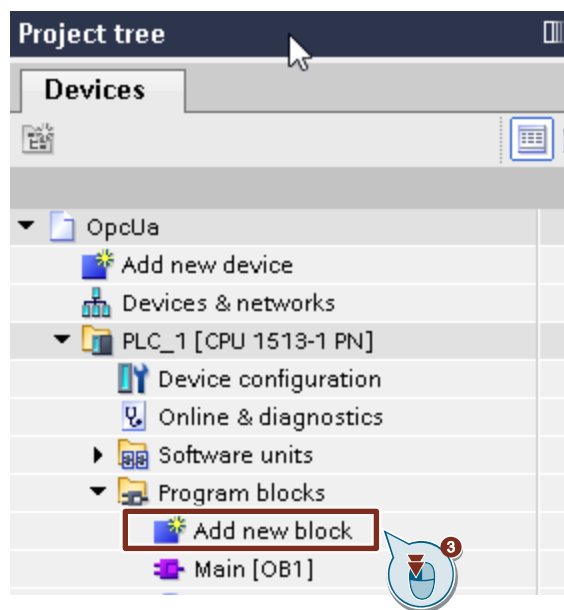 Project tree
Devices
OpcUa
Add new device
Devices & networks
PLC_1 [CPU 1513-1 PN]
Device configuration
Online & diagnostics
Software units
Program blocks
Add new block
3
Main [OB1]